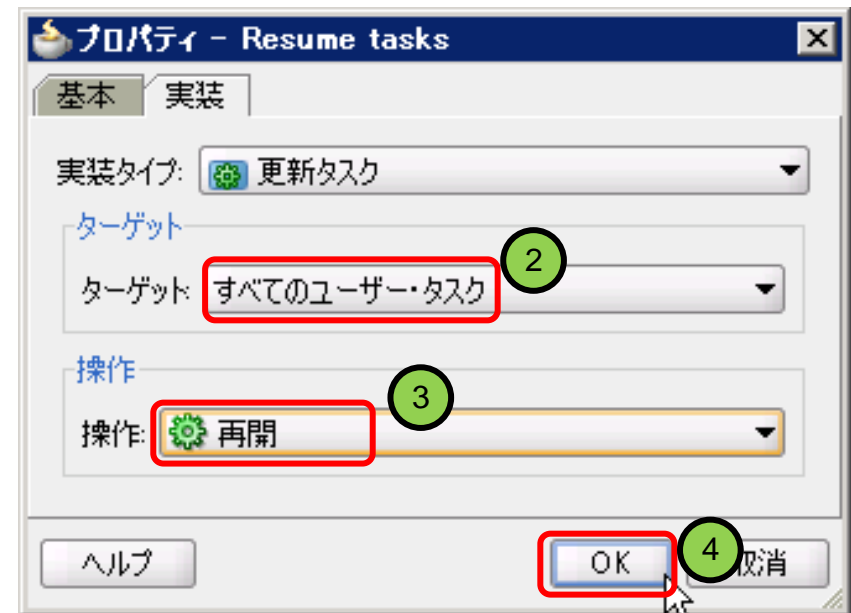 プロパティ - Resume tasks
基本 実装
実装タイプ: 更新タスク
ターゲット
2
ターゲット: すべてのユーザー・タスク
操作
3
操作: 再開
ヘルプ OK 4 取消